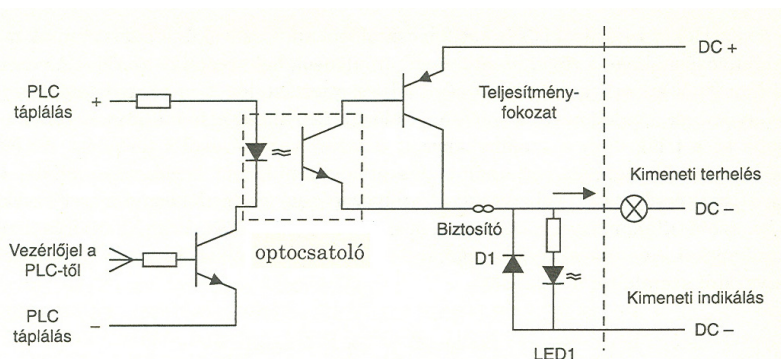 DC +
PLC
táplálás
+
Teljesítmény-
fokozat
Kimeneti terhelés
DC –
Biztosító
Vezérlőjel a
PLC-től
optocsatoló
D1
Kimeneti indikálás
PLC
táplálás
–
DC –
LED1